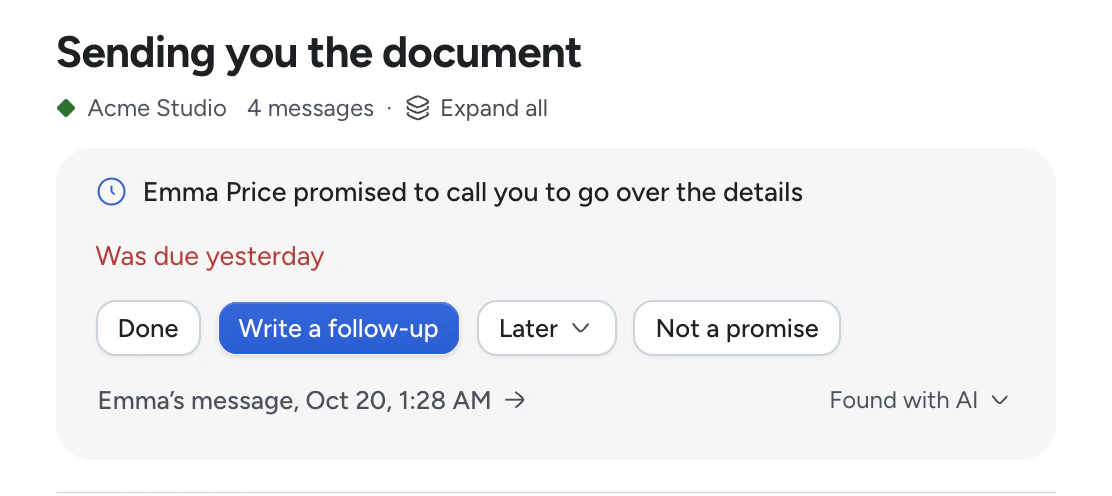 Sending you the document
Acme Studio 4 messages · Expand all
Emma Price promised to call you to go over the details
Was due yesterday
Done Write a follow-up Later Not a promise
Emma’s message, Oct 20, 1:28 AM → Found with AI